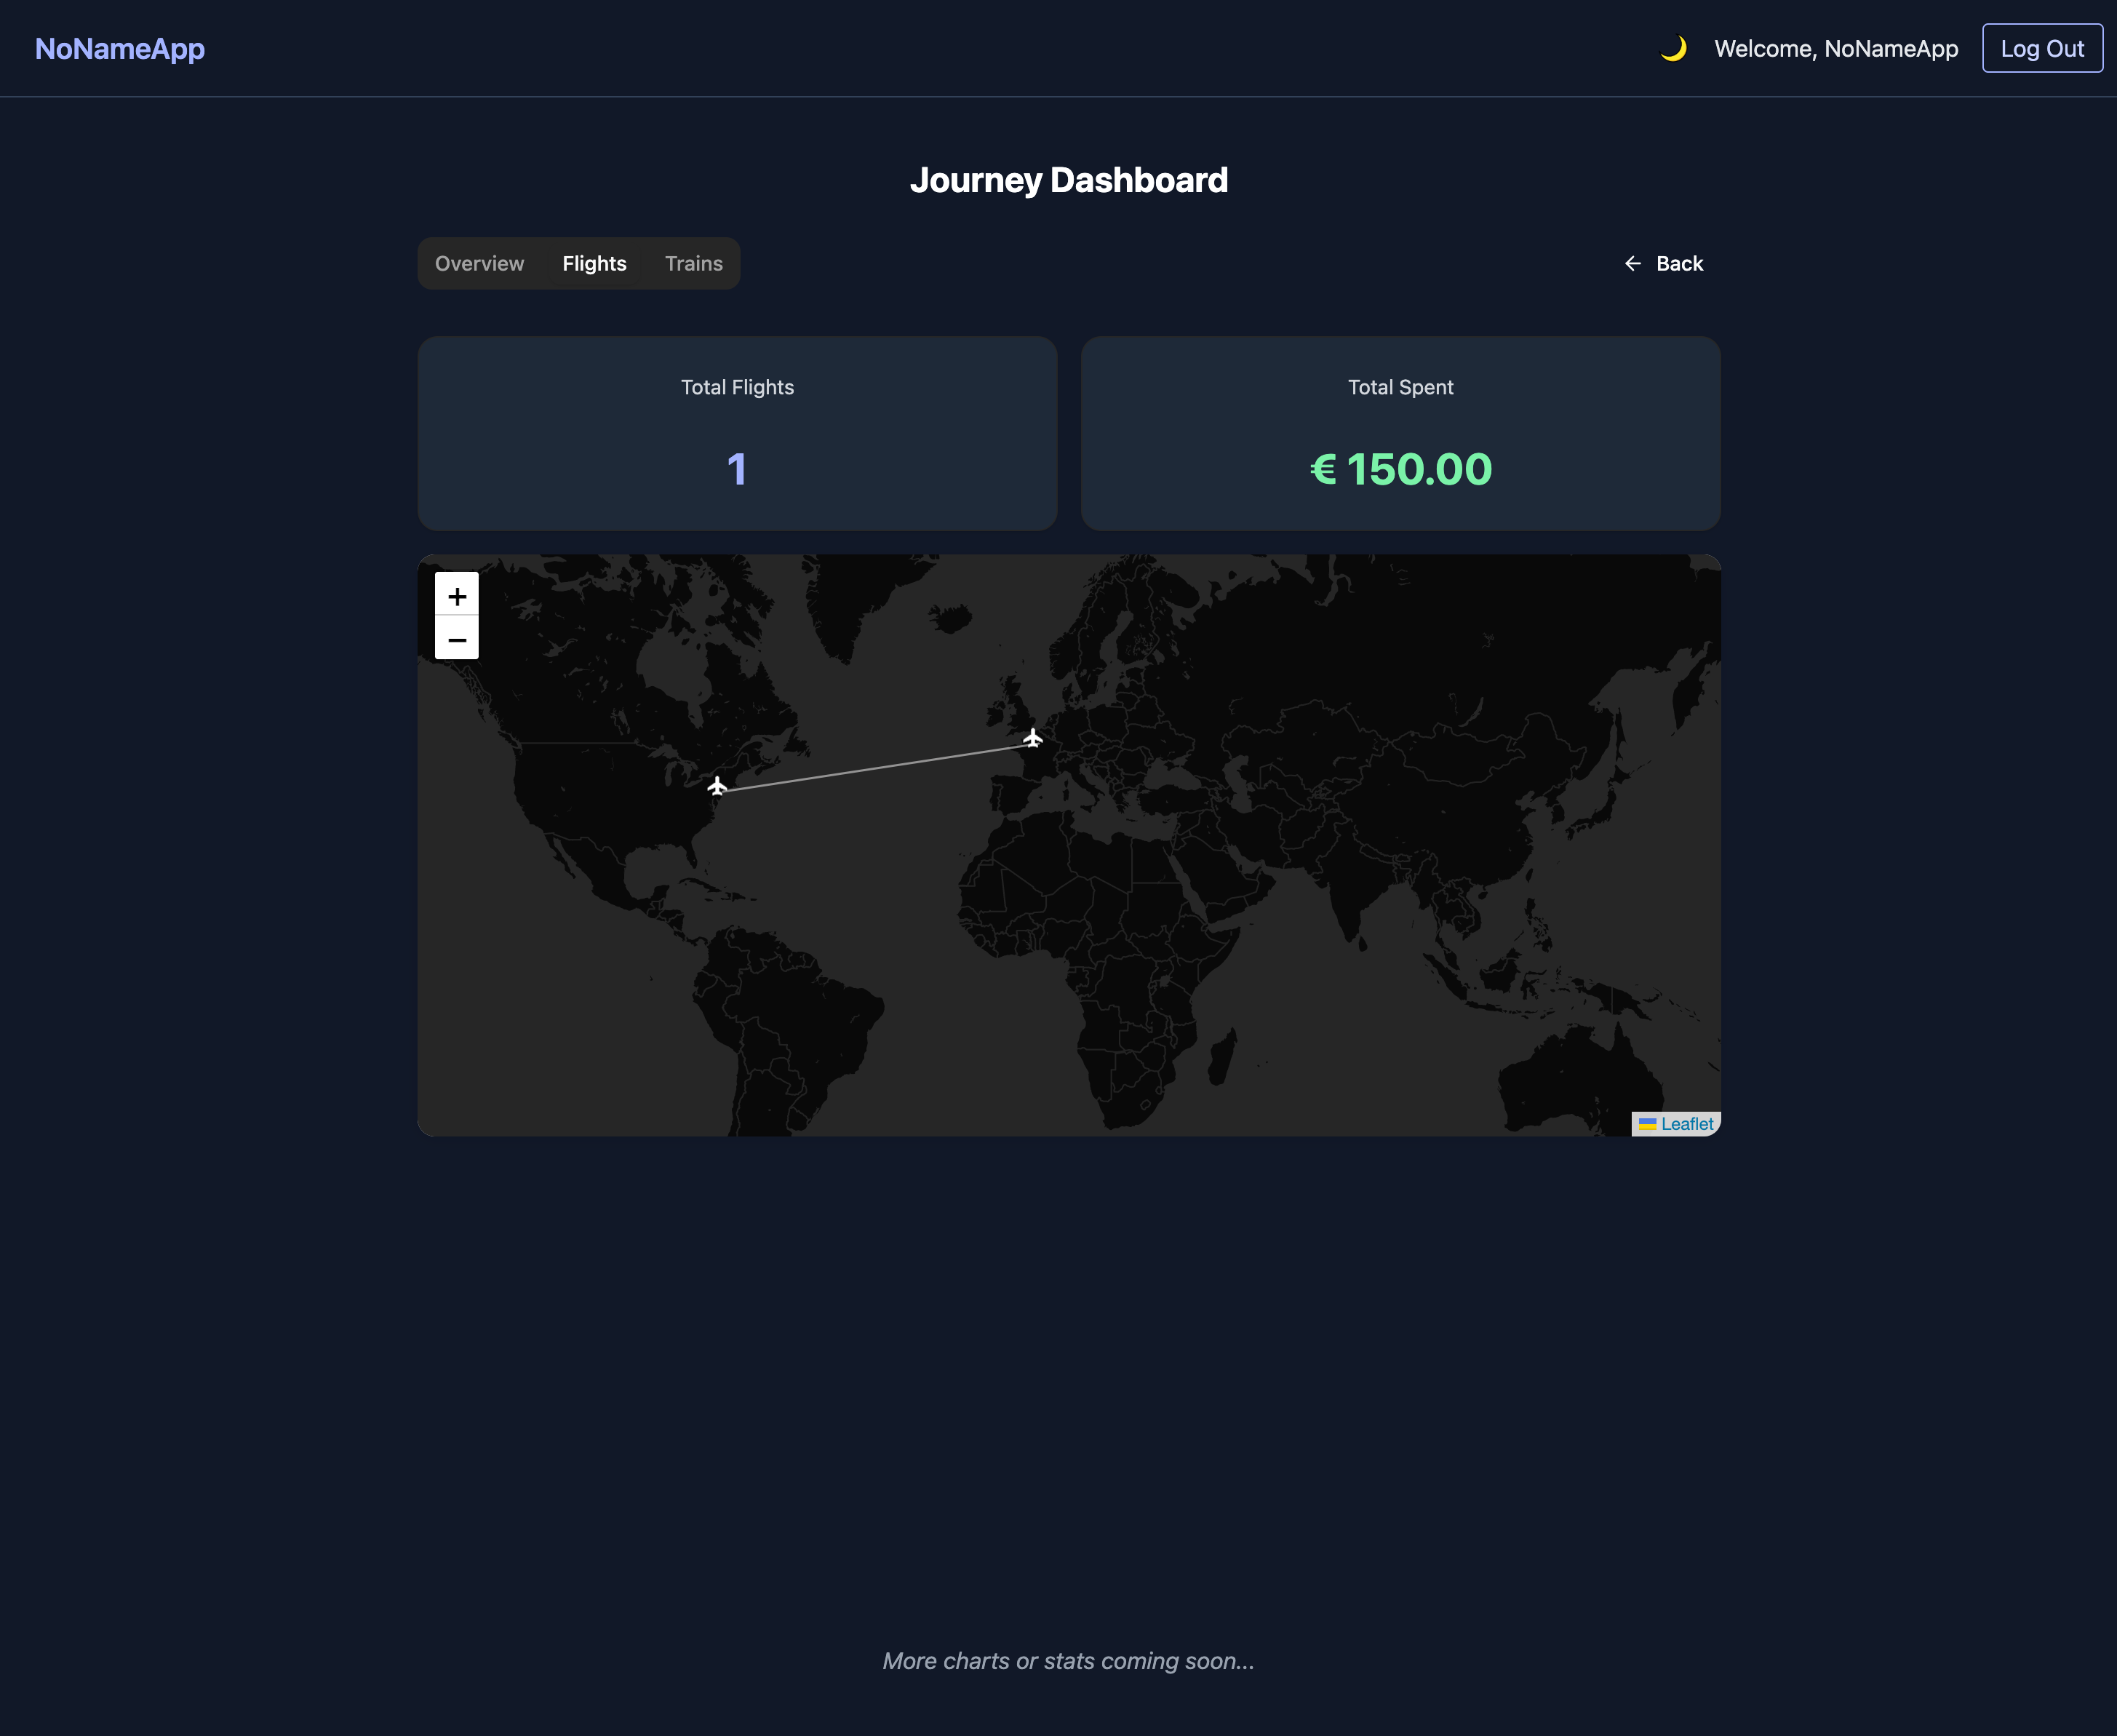 NoNameApp
Welcome, NoNameApp
Log Out
Journey Dashboard
Overview
Flights
Trains
← Back
Total Flights
1
Total Spent
€ 150.00
+
−
Leaflet
More charts or stats coming soon...